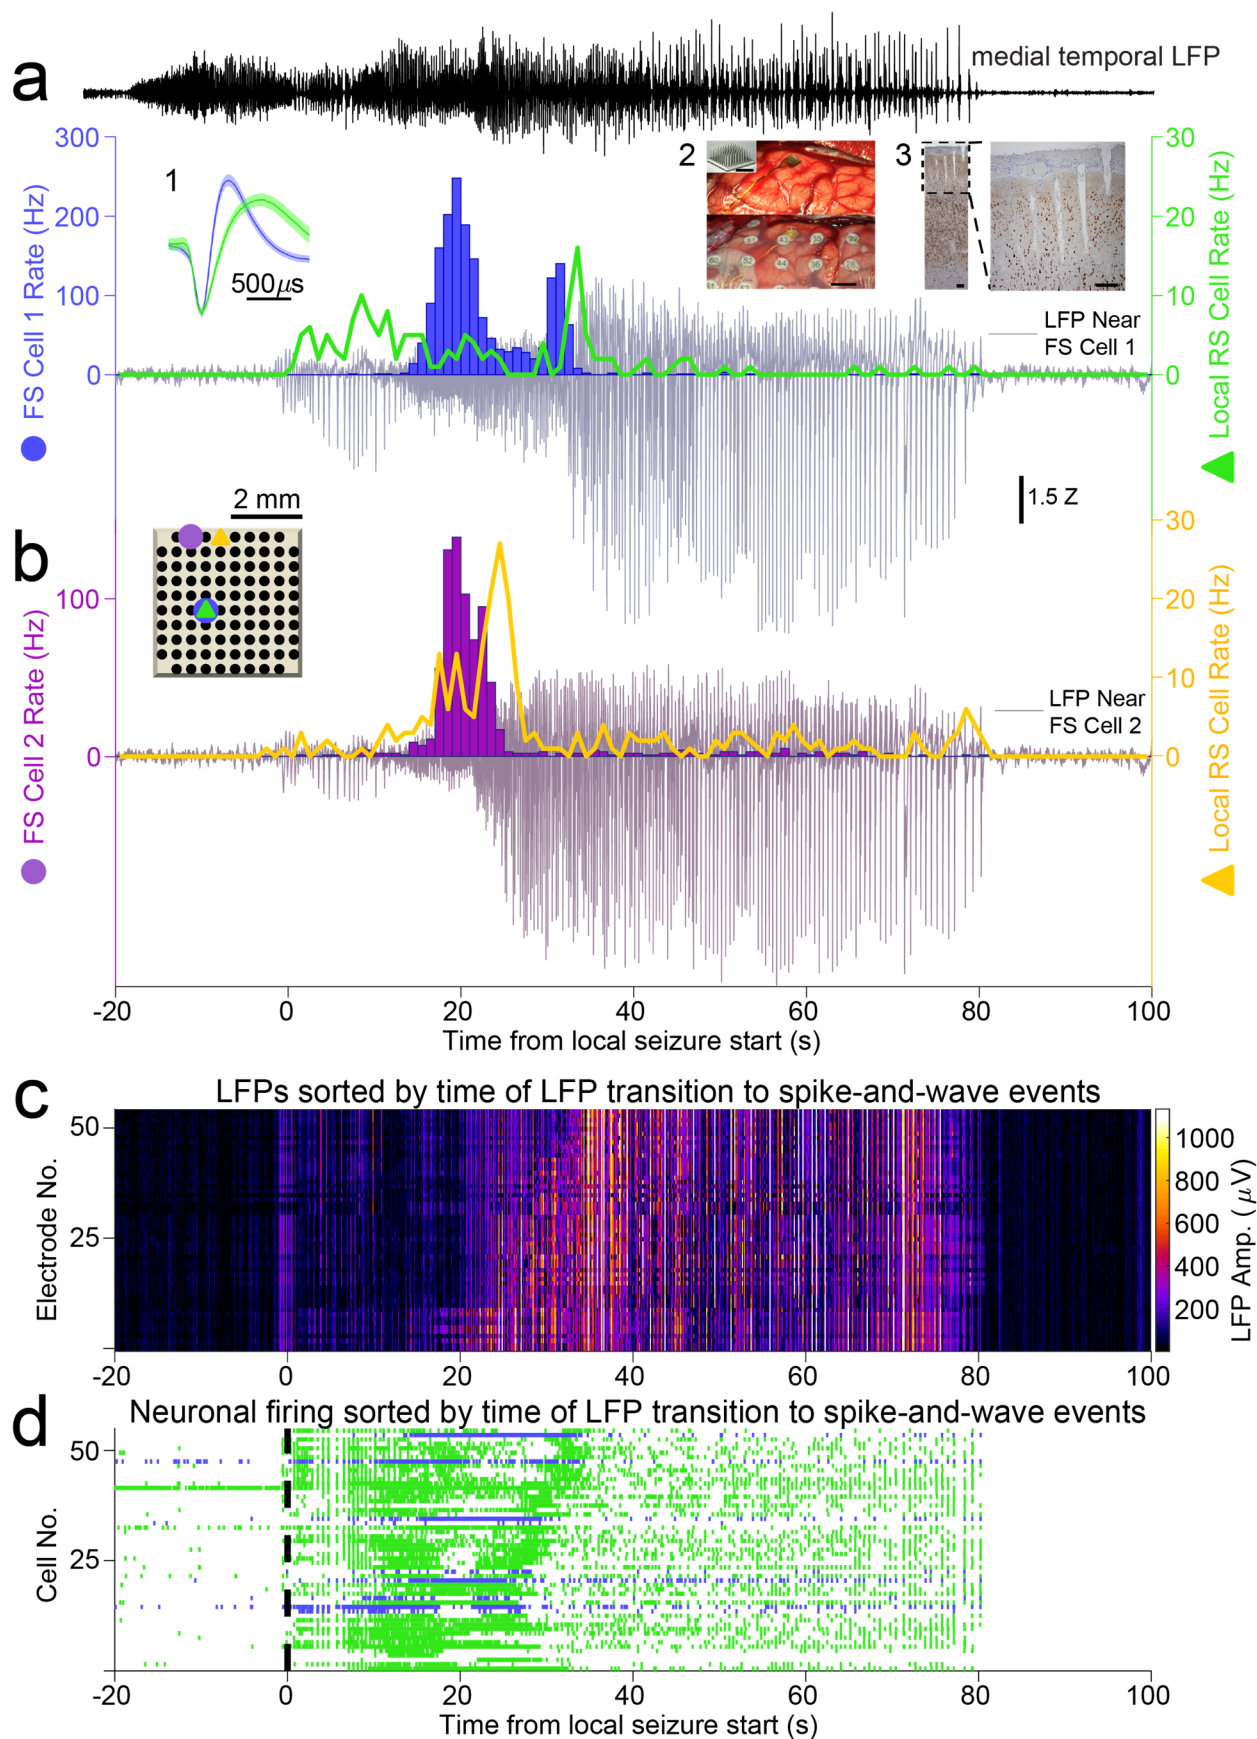 a
medial temporal LFP
300
200
100
0
FS Cell 1 Rate (Hz)
1
500μs
2
3
30
20
10
0
Local RS Cell Rate (Hz)
LFP Near
FS Cell 1
1.5 Z
2 mm
b
100
0
FS Cell 2 Rate (Hz)
30
20
10
0
Local RS Cell Rate (Hz)
LFP Near
FS Cell 2
-20 0 20 40 60 80 100
Time from local seizure start (s)
c
LFPs sorted by time of LFP transition to spike-and-wave events
50
25
Electrode No.
1000
800
600
400
200
LFP Amp. (μV)
-20 0 20 40 60 80 100
d
Neuronal firing sorted by time of LFP transition to spike-and-wave events
50
25
Cell No.
-20 0 20 40 60 80 100
Time from local seizure start (s)